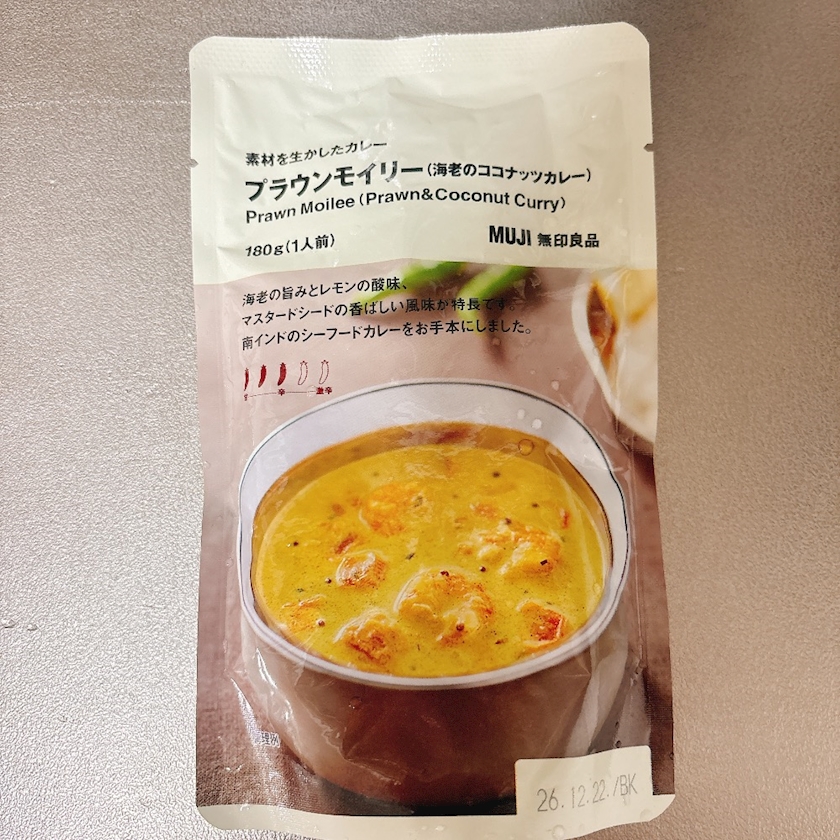 素材を生かしたカレー
プラウンモイリー(海老のココナッツカレー)
Prawn Moilee (Prawn&Coconut Curry)
180g(1人前)
MUJI 無印良品
海老の旨みとレモンの酸味、
マスタードシードの香ばしい風味が特長です。
南インドのシーフードカレーをお手本にしました。
辛 激辛
26.12.22./BK